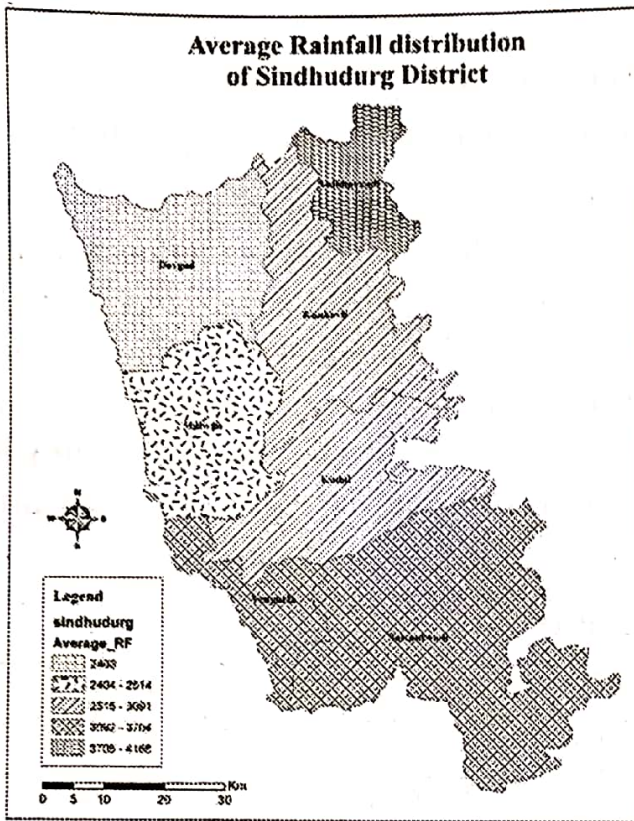 Average Rainfall distribution
of Sindhudurg District
Devgad
Kankavli
Malwan
Kudal
N
W
S
Vengurla
Sawantwadi
Legend
sindhudurg
Average_RF
2403
2404 - 2514
2515 - 3091
3092 - 3704
3705 - 4166
Km
0 5 10 20 30